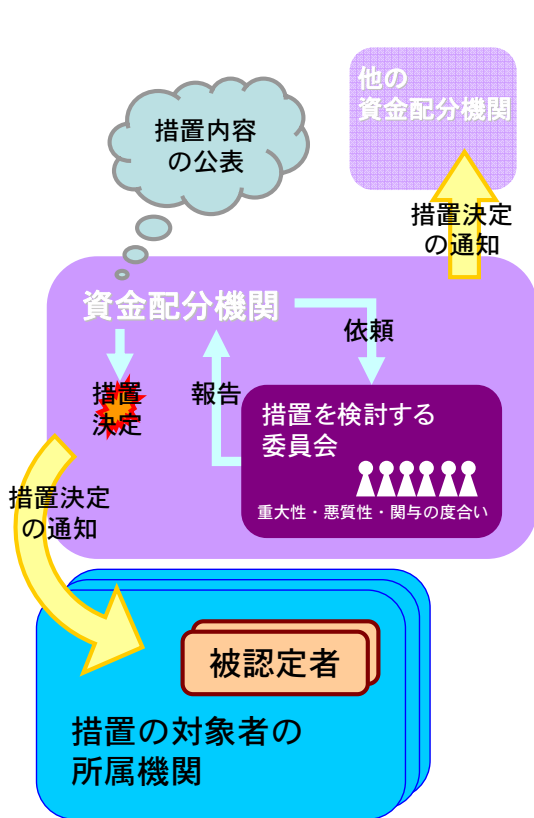 他の
資金配分機関
措置内容
の公表
措置決定
の通知
資金配分機関
依頼
措置
決定
報告
措置を検討する
委員会
重大性・悪質性・関与の度合い
措置決定
の通知
被認定者
措置の対象者の
所属機関